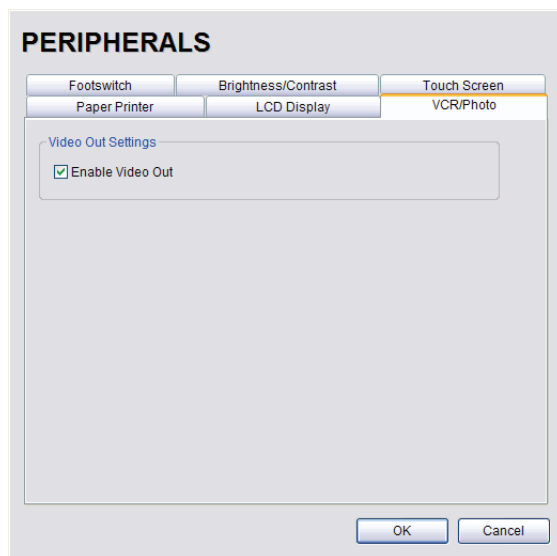 PERIPHERALS
Footswitch Brightness/Contrast Touch Screen
Paper Printer LCD Display VCR/Photo
Video Out Settings
Enable Video Out
OK Cancel